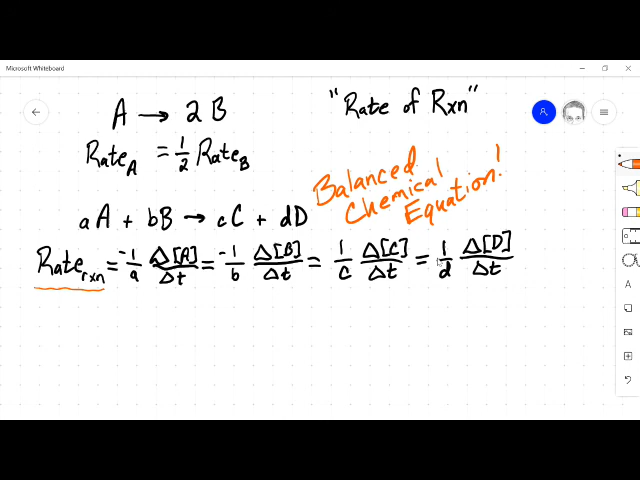 Microsoft Whiteboard
A → 2 B
"Rate of Rxn"
Rate_A = 1/2 Rate_B
Balanced
Chemical
Equation!
aA + bB → cC + dD
Rate_rxn = -1/a Δ[A]/Δt = -1/b Δ[B]/Δt = 1/c Δ[C]/Δt = 1/d Δ[D]/Δt
A